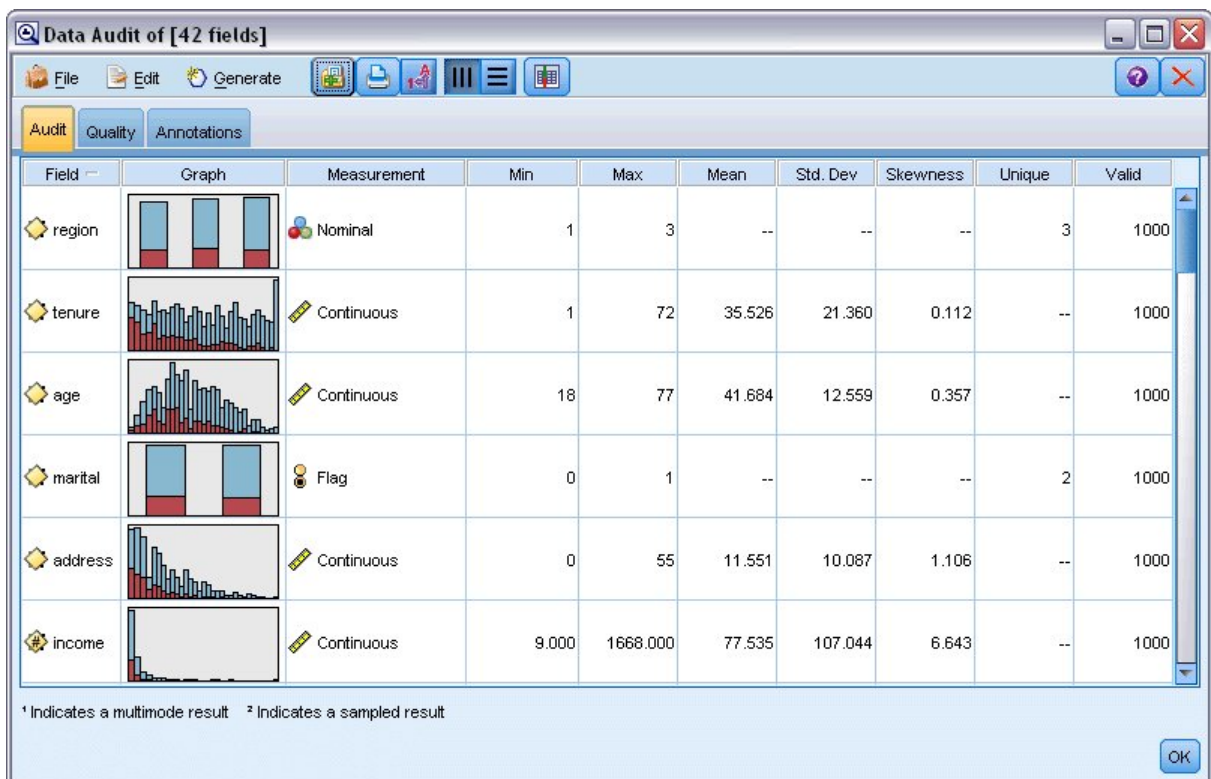 Data Audit of [42 fields]
File Edit Generate
Audit Quality Annotations
Field Graph Measurement Min Max Mean Std. Dev Skewness Unique Valid
region Nominal 1 3 -- -- -- 3 1000
tenure Continuous 1 72 35.526 21.360 0.112 -- 1000
age Continuous 18 77 41.684 12.559 0.357 -- 1000
marital Flag 0 1 -- -- -- 2 1000
address Continuous 0 55 11.551 10.087 1.106 -- 1000
income Continuous 9.000 1668.000 77.535 107.044 6.643 -- 1000
¹ Indicates a multimode result ² Indicates a sampled result
OK